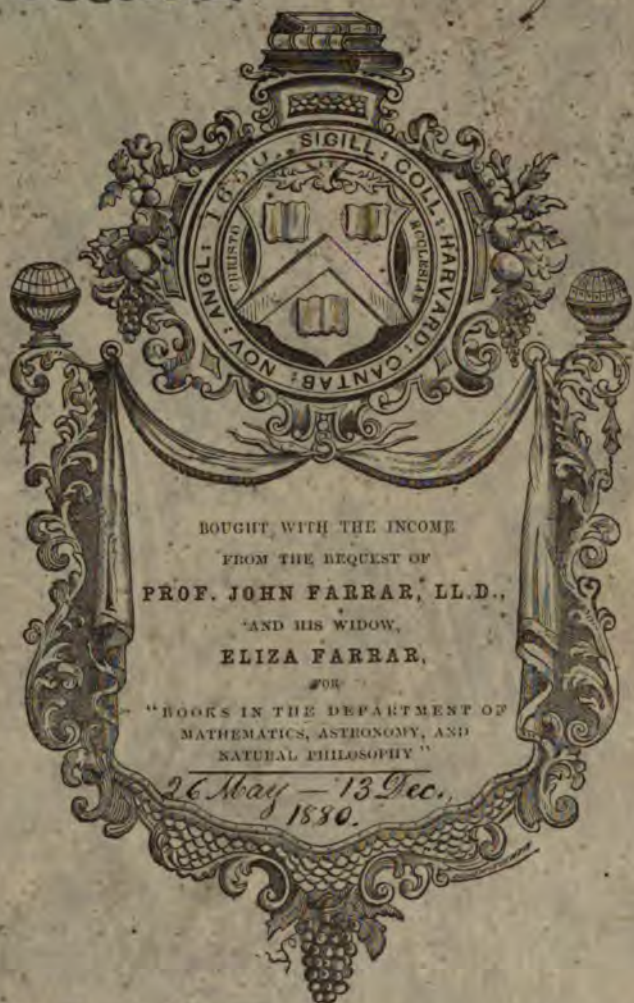 SIGILL: COLL: HARVARD: CANTAB: NOV: ANGL: 1650.
CHRISTO
ECCLESIAE
BOUGHT WITH THE INCOME
FROM THE BEQUEST OF
PROF. JOHN FARRAR, LL.D.,
AND HIS WIDOW,
ELIZA FARRAR,
FOR
"BOOKS IN THE DEPARTMENT OF
MATHEMATICS, ASTRONOMY, AND
NATURAL PHILOSOPHY"
26 May — 13 Dec.,
1880.